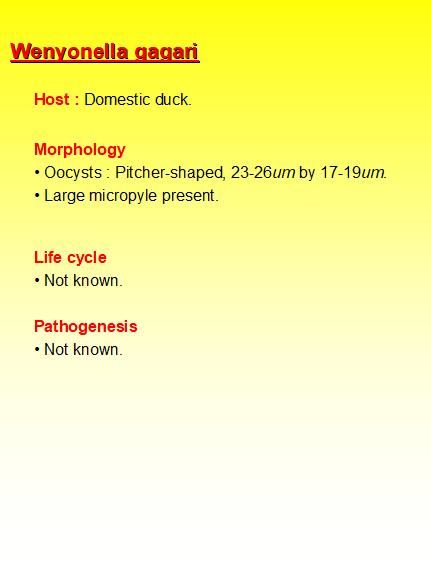 Wenyonella gagari
Host : Domestic duck.
Morphology
• Oocysts : Pitcher-shaped, 23-26um by 17-19um.
• Large micropyle present.
Life cycle
• Not known.
Pathogenesis
• Not known.